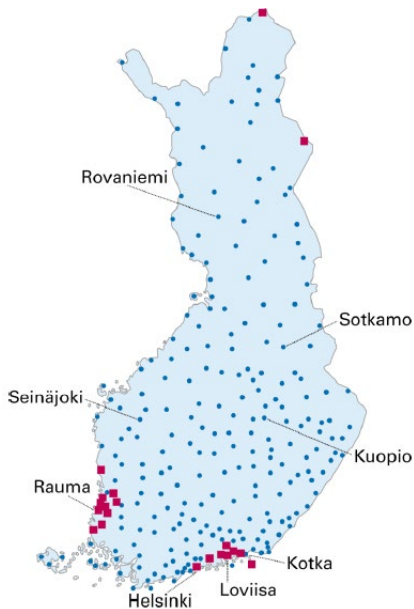 Rovaniemi
Sotkamo
Seinäjoki
Kuopio
Rauma
Kotka
Loviisa
Helsinki